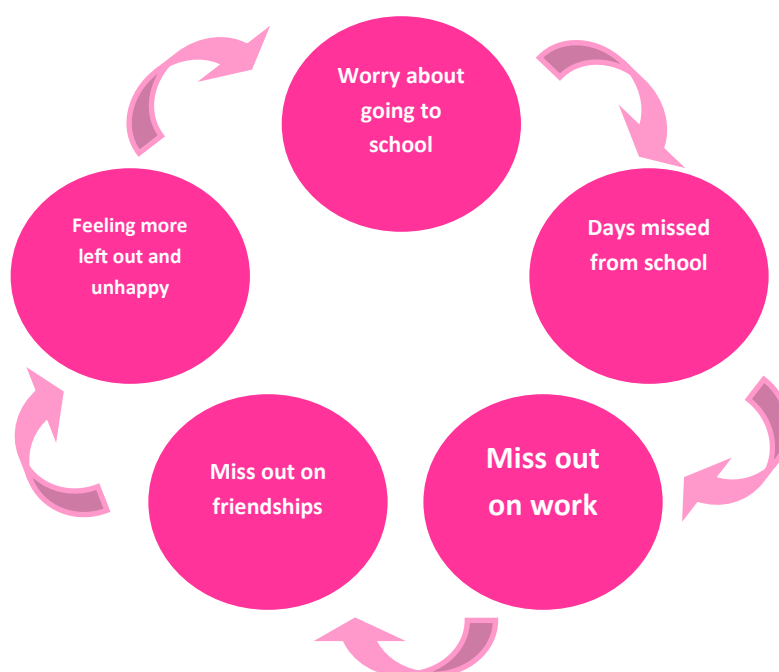 Worry about
going to
school
Days missed
from school
Miss out
on work
Miss out on
friendships
Feeling more
left out and
unhappy